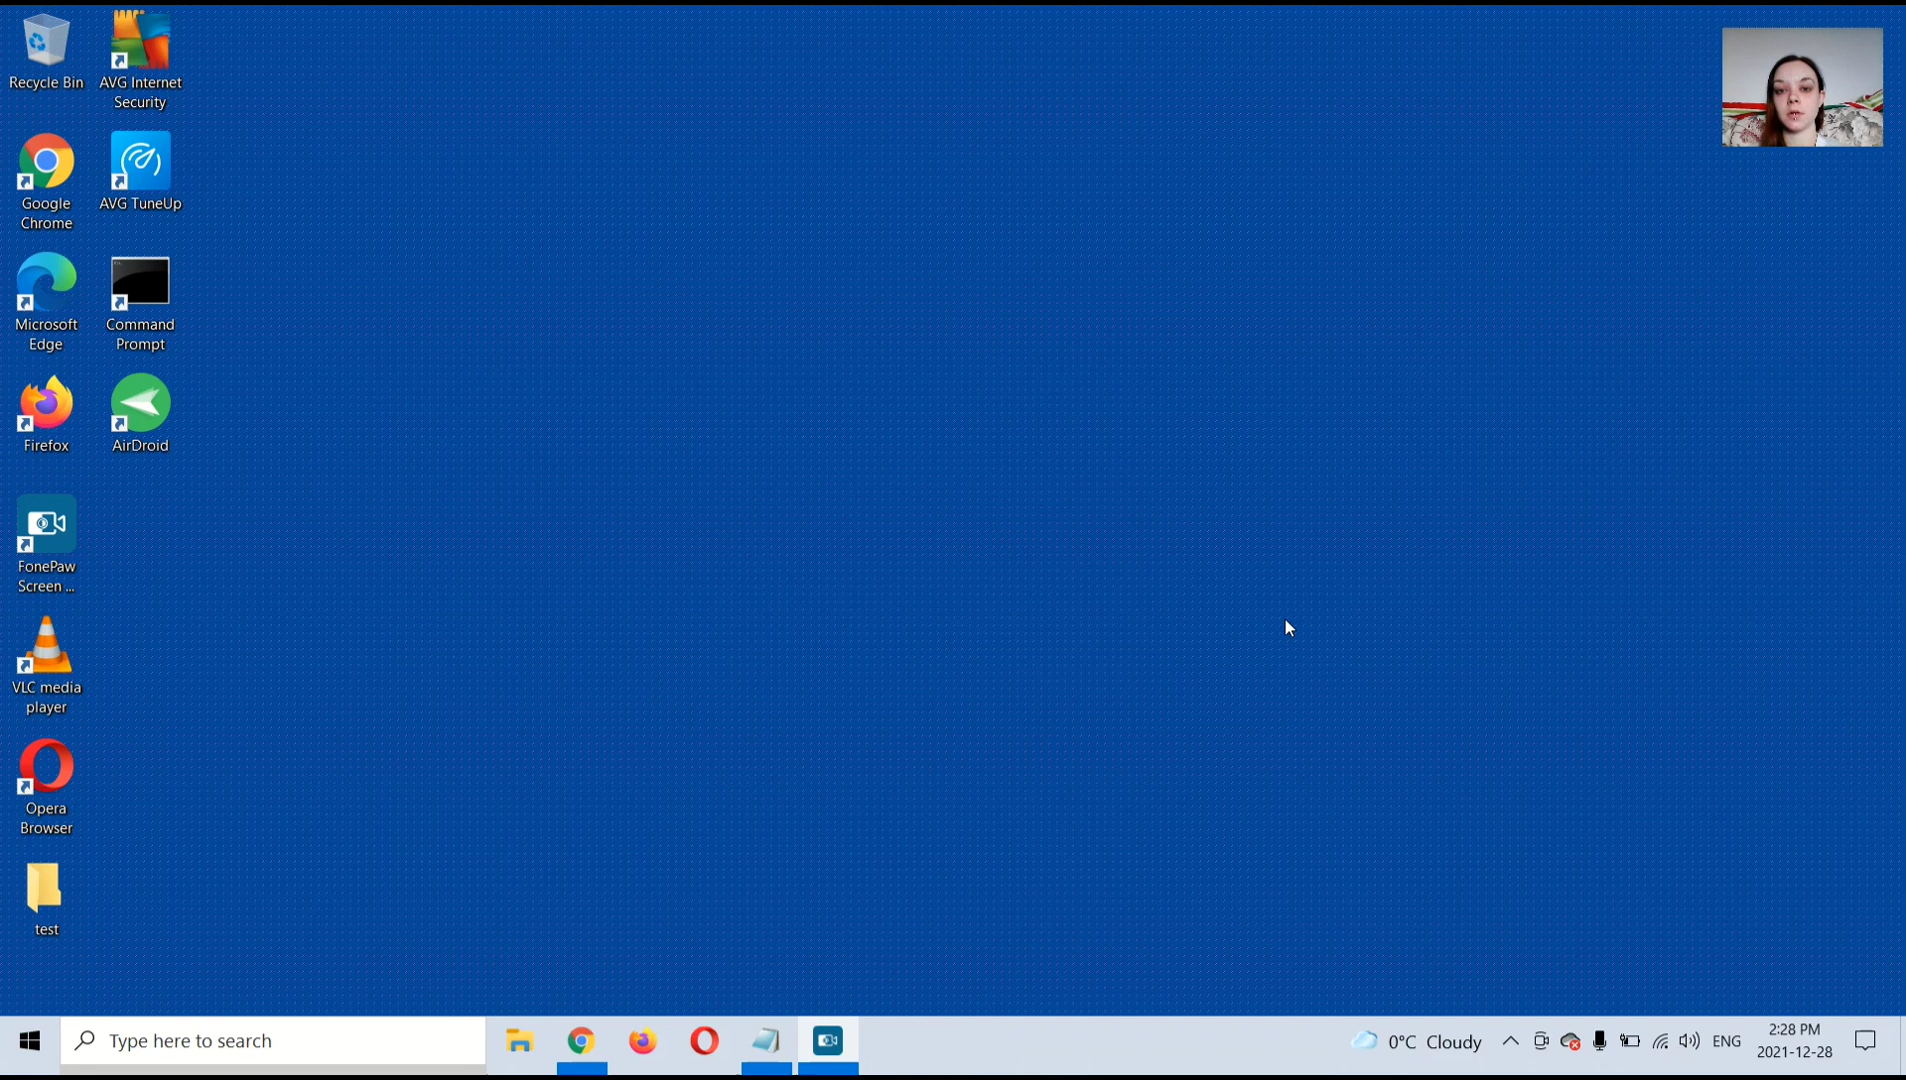 Recycle Bin
AVG Internet
Security
Google
Chrome
AVG TuneUp
Microsoft
Edge
Command
Prompt
Firefox
AirDroid
FonePaw
Screen ...
VLC media
player
Opera
Browser
test
Type here to search
0°C Cloudy
ENG
2:28 PM
2021-12-28